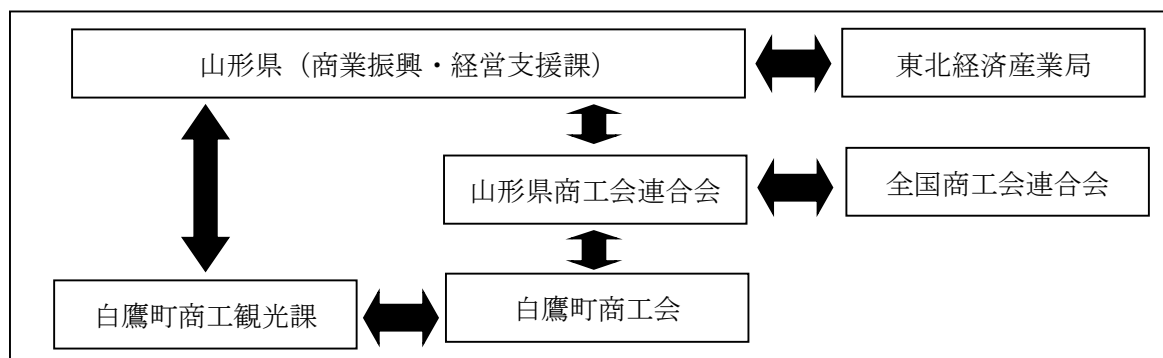 山形県（商業振興・経営支援課）
東北経済産業局
山形県商工会連合会
全国商工会連合会
白鷹町商工観光課
白鷹町商工会